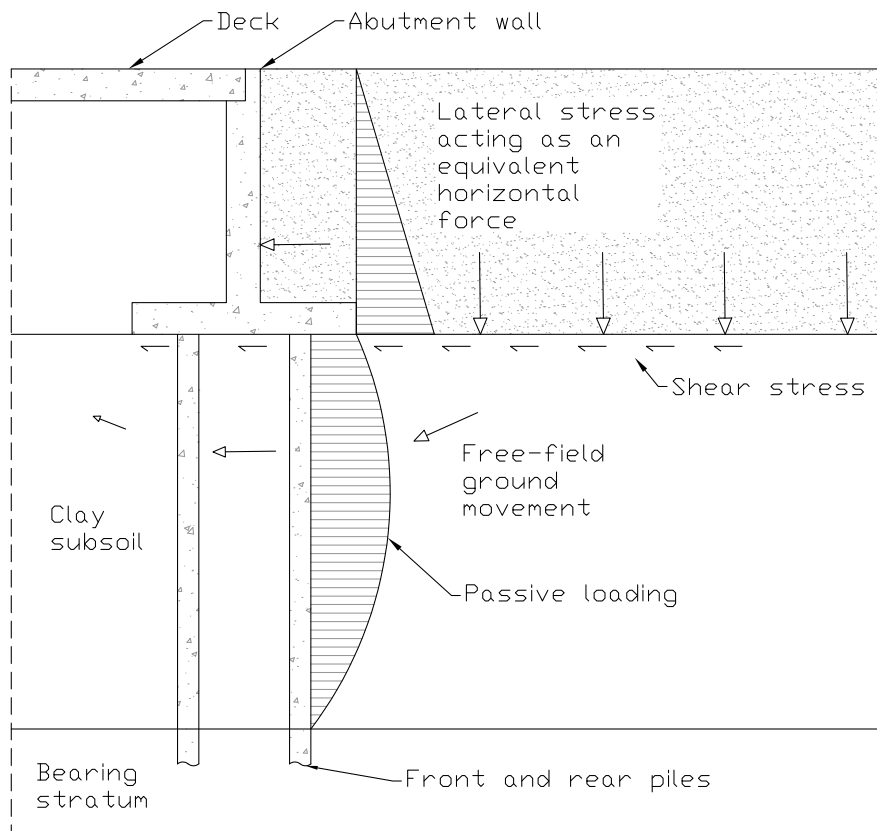 Deck
Abutment wall
Lateral stress
acting as an
equivalent
horizontal
force
Shear stress
Free-field
ground
movement
Clay
subsoil
Passive loading
Bearing
stratum
Front and rear piles